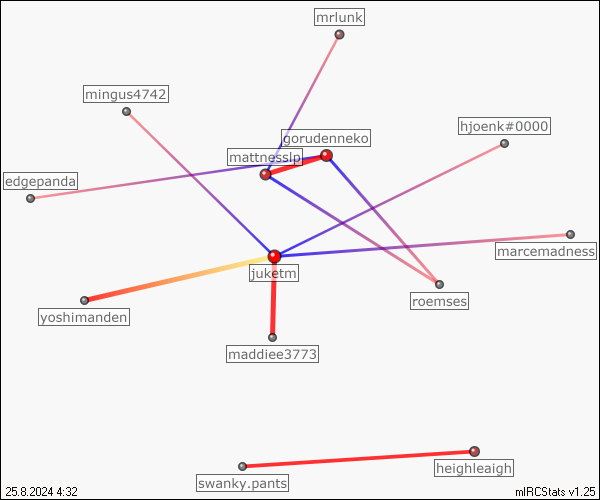 mrlunk
mingus4742
hjoenk#0000
gorudenneko
mattnesslp
edgepanda
marcemadness
juketm
roemses
yoshimanden
maddiee3773
heighleaigh
swanky.pants
25.8.2024 4:32
mIRCStats v1.25